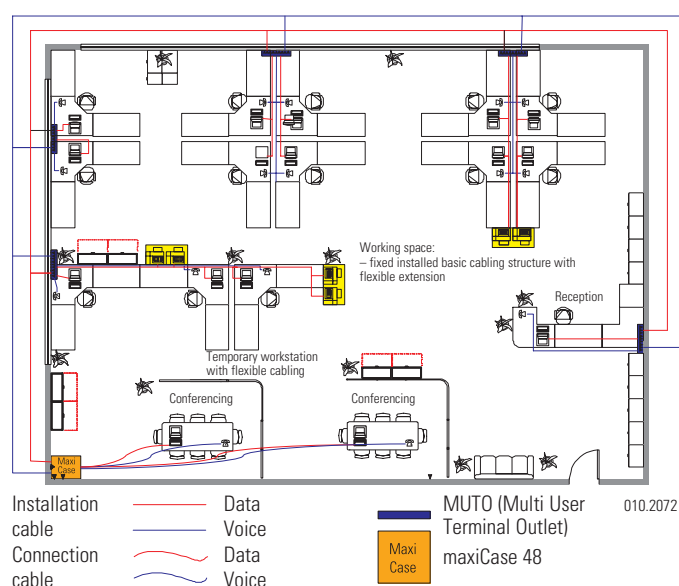 Working space:
– fixed installed basic cabling structure with
flexible extension
Reception
Temporary workstation
with flexible cabling
Conferencing
Conferencing
Maxi
Case
Installation
cable
Data
Voice
Connection
cable
Data
Voice
MUTO (Multi User
Terminal Outlet)
010.2072
Maxi
Case
maxiCase 48